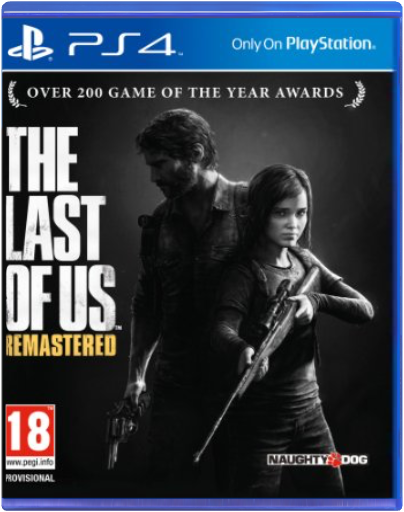 PS4
Only On PlayStation®
OVER 200 GAME OF THE YEAR AWARDS
THE
LAST
OF US™
REMASTERED
18
www.pegi.info
PROVISIONAL
NAUGHTY DOG